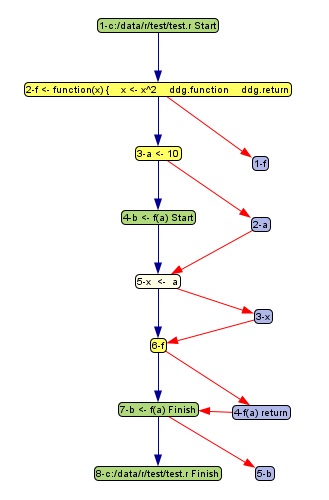 1-c:/data/r/test/test.r Start
2-f <- function(x) {    x <- x^2    ddg.function    ddg.return
3-a <- 10
1-f
4-b <- f(a) Start
2-a
5-x <- a
3-x
6-f
7-b <- f(a) Finish
4-f(a) return
8-c:/data/r/test/test.r Finish
5-b